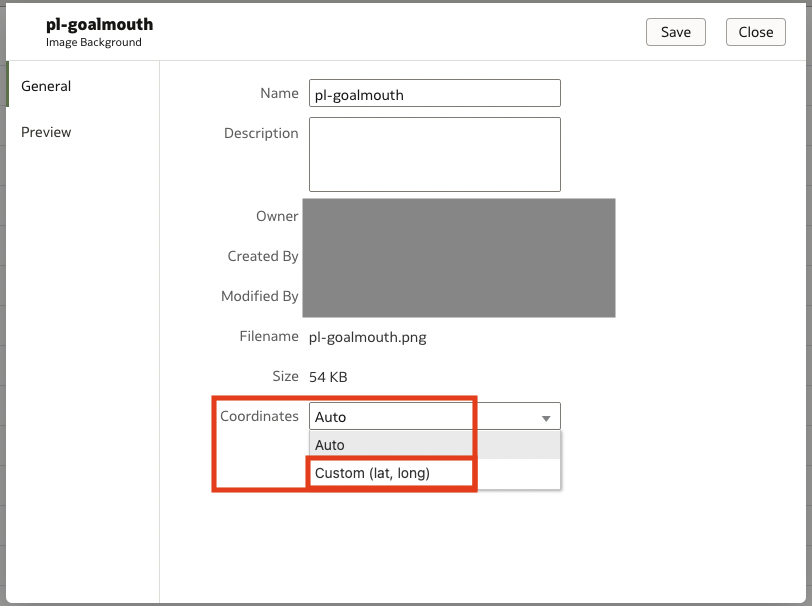 pl-goalmouth
Image Background
Save
Close
General
Preview
Name
pl-goalmouth
Description
Owner
Created By
Modified By
Filename
pl-goalmouth.png
Size
54 KB
Coordinates
Auto
Auto
Custom (lat, long)